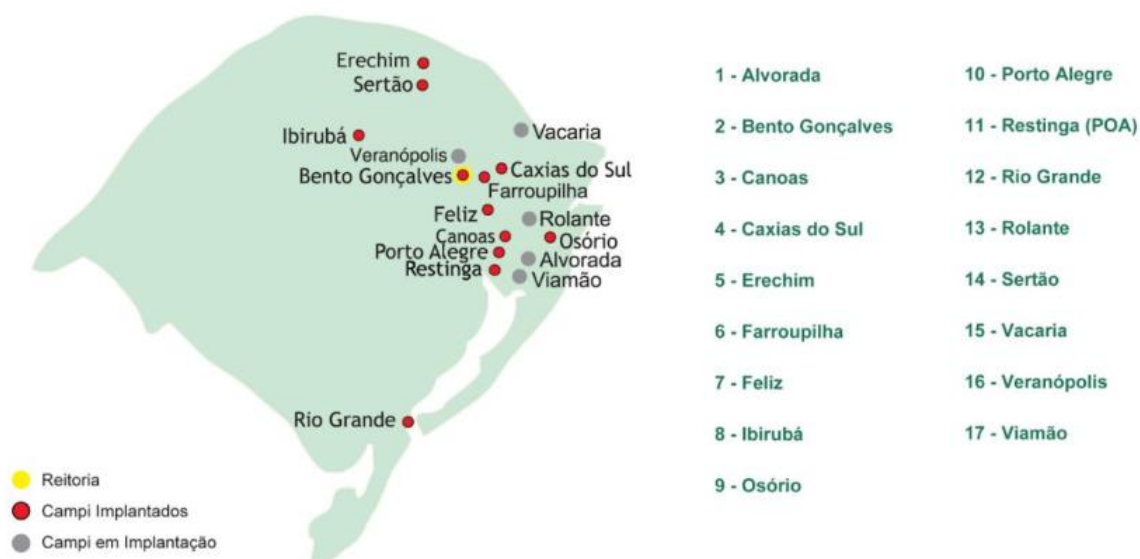 Erechim
Sertão
Ibirubá
Vacaria
Veranópolis
Bento Gonçalves
Caxias do Sul
Farroupilha
Feliz
Rolante
Canoas
Osório
Porto Alegre
Alvorada
Restinga
Viamão
Rio Grande
Reitoria
Campi Implantados
Campi em Implantação
1 - Alvorada
2 - Bento Gonçalves
3 - Canoas
4 - Caxias do Sul
5 - Erechim
6 - Farroupilha
7 - Feliz
8 - Ibirubá
9 - Osório
10 - Porto Alegre
11 - Restinga (POA)
12 - Rio Grande
13 - Rolante
14 - Sertão
15 - Vacaria
16 - Veranópolis
17 - Viamão